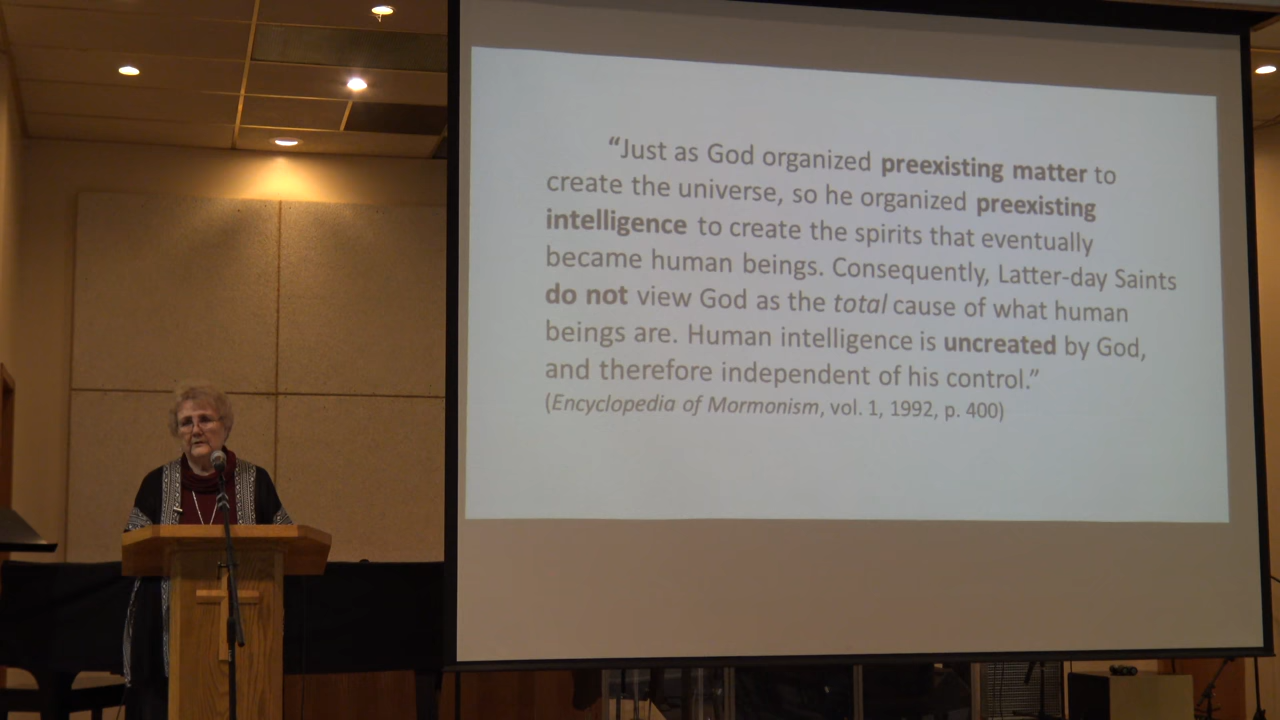 “Just as God organized preexisting matter to
create the universe, so he organized preexisting
intelligence to create the spirits that eventually
became human beings. Consequently, Latter-day Saints
do not view God as the total cause of what human
beings are. Human intelligence is uncreated by God,
and therefore independent of his control.”
(Encyclopedia of Mormonism, vol. 1, 1992, p. 400)